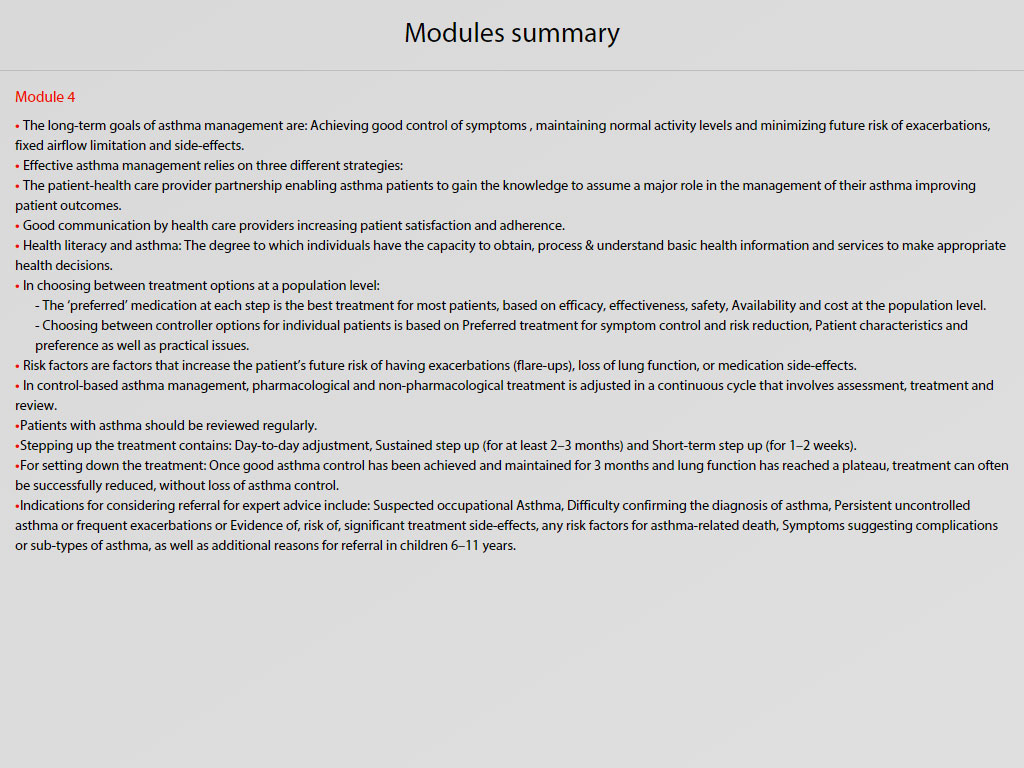 Modules summary
Module 4
• The long-term goals of asthma management are: Achieving good control of symptoms , maintaining normal activity levels and minimizing future risk of exacerbations,
fixed airflow limitation and side-effects.
• Effective asthma management relies on three different strategies:
• The patient-health care provider partnership enabling asthma patients to gain the knowledge to assume a major role in the management of their asthma improving
patient outcomes.
• Good communication by health care providers increasing patient satisfaction and adherence.
• Health literacy and asthma: The degree to which individuals have the capacity to obtain, process & understand basic health information and services to make appropriate
health decisions.
• In choosing between treatment options at a population level:
- The ‘preferred’ medication at each step is the best treatment for most patients, based on efficacy, effectiveness, safety, Availability and cost at the population level.
- Choosing between controller options for individual patients is based on Preferred treatment for symptom control and risk reduction, Patient characteristics and
preference as well as practical issues.
• Risk factors are factors that increase the patient’s future risk of having exacerbations (flare-ups), loss of lung function, or medication side-effects.
• In control-based asthma management, pharmacological and non-pharmacological treatment is adjusted in a continuous cycle that involves assessment, treatment and
review.
•Patients with asthma should be reviewed regularly.
•Stepping up the treatment contains: Day-to-day adjustment, Sustained step up (for at least 2–3 months) and Short-term step up (for 1–2 weeks).
•For setting down the treatment: Once good asthma control has been achieved and maintained for 3 months and lung function has reached a plateau, treatment can often
be successfully reduced, without loss of asthma control.
•Indications for considering referral for expert advice include: Suspected occupational Asthma, Difficulty confirming the diagnosis of asthma, Persistent uncontrolled
asthma or frequent exacerbations or Evidence of, risk of, significant treatment side-effects, any risk factors for asthma-related death, Symptoms suggesting complications
or sub-types of asthma, as well as additional reasons for referral in children 6–11 years.